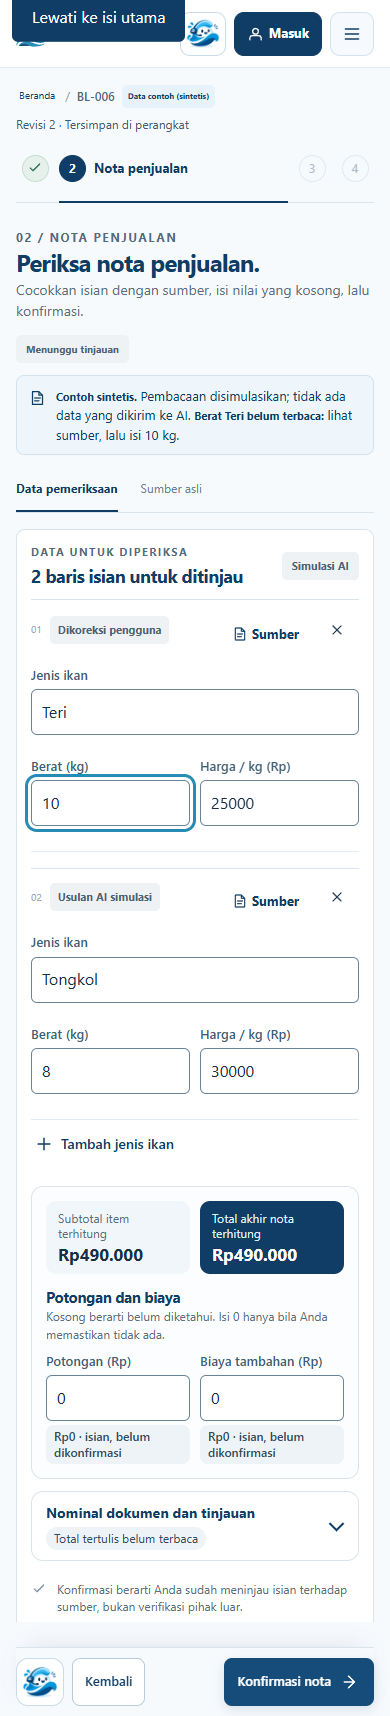 Lewati ke isi utama
Masuk
Beranda / BL-006 Data contoh (sintetis)
Revisi 2 · Tersimpan di perangkat
2 Nota penjualan 3 4
02 / NOTA PENJUALAN
Periksa nota penjualan.
Cocokkan isian dengan sumber, isi nilai yang kosong, lalu
konfirmasi.
Menunggu tinjauan
Contoh sintetis. Pembacaan disimulasikan; tidak ada
data yang dikirim ke AI. Berat Teri belum terbaca: lihat
sumber, lalu isi 10 kg.
Data pemeriksaan Sumber asli
DATA UNTUK DIPERIKSA
2 baris isian untuk ditinjau
Simulasi AI
01 Dikoreksi pengguna Sumber
Jenis ikan
Teri
Berat (kg) Harga / kg (Rp)
10 25000
02 Usulan AI simulasi Sumber
Jenis ikan
Tongkol
Berat (kg) Harga / kg (Rp)
8 30000
Tambah jenis ikan
Subtotal item
terhitung
Rp490.000
Total akhir nota
terhitung
Rp490.000
Potongan dan biaya
Kosong berarti belum diketahui. Isi 0 hanya bila Anda
memastikan tidak ada.
Potongan (Rp) Biaya tambahan (Rp)
0 0
Rp0 · isian, belum
dikonfirmasi
Rp0 · isian, belum
dikonfirmasi
Nominal dokumen dan tinjauan
Total tertulis belum terbaca
Konfirmasi berarti Anda sudah meninjau isian terhadap
sumber, bukan verifikasi pihak luar.
Kembali
Konfirmasi nota